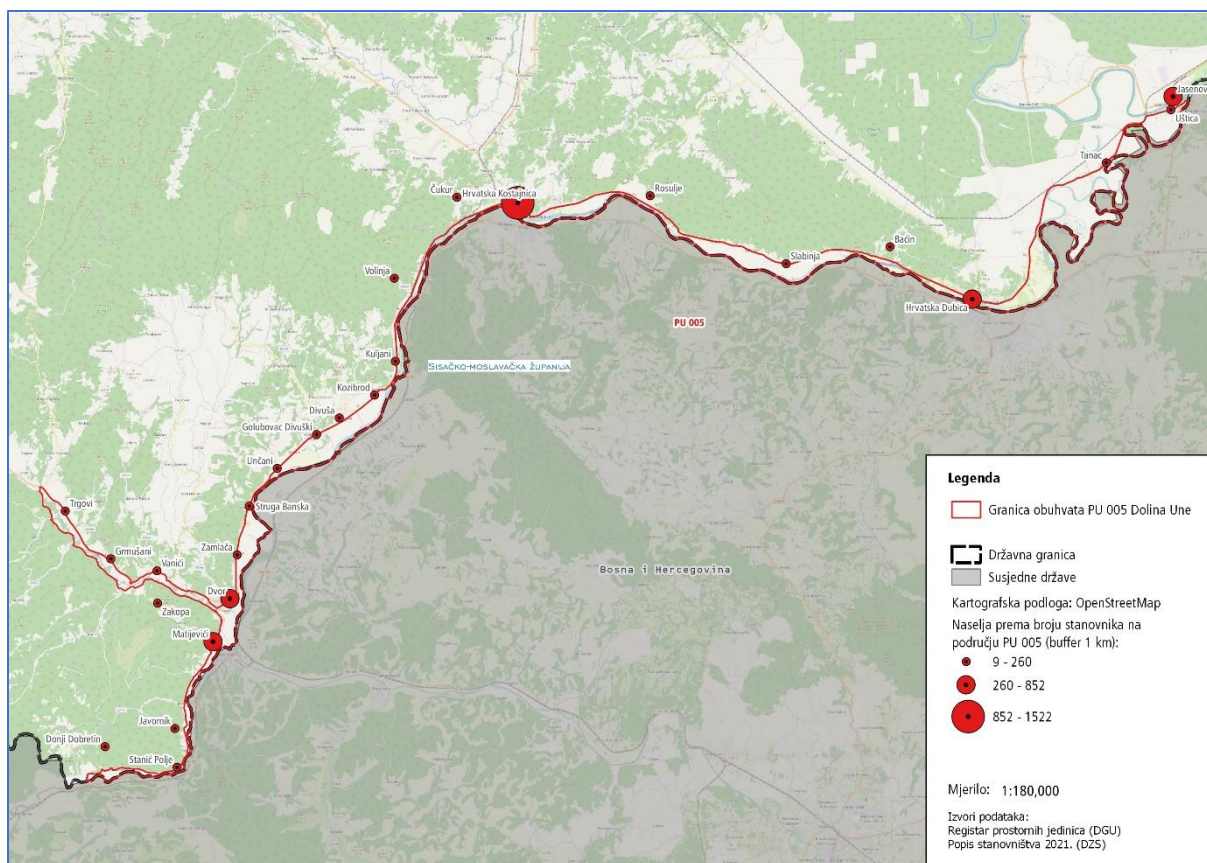 Jasenov
Uštica
Tanac
Čukur
Hrvatska Kostajnica
Rosulje
Baćin
Slabinja
Volinja
Hrvatska Dubica
PU 005
Kuljani
SISAČKO-MOSLAVAČKA ŽUPANIJA
Kozibrod
Divuša
Golubovac Divuški
Unčani
Trgovi
Struga Banska
Grmušani
Zamlača
Vanići
Bosna i Hercegovina
Dvor
Zakopa
Matijevići
Javornik
Donji Dobretin
Stanić Polje
Legenda
Granica obuhvata PU 005 Dolina Une
Državna granica
Susjedne države
Kartografska podloga: OpenStreetMap
Naselja prema broju stanovnika na
području PU 005 (buffer 1 km):
9 - 260
260 - 852
852 - 1522
Mjerilo: 1:180,000
Izvori podataka:
Registar prostornih jedinica (DGU)
Popis stanovništva 2021. (DZS)